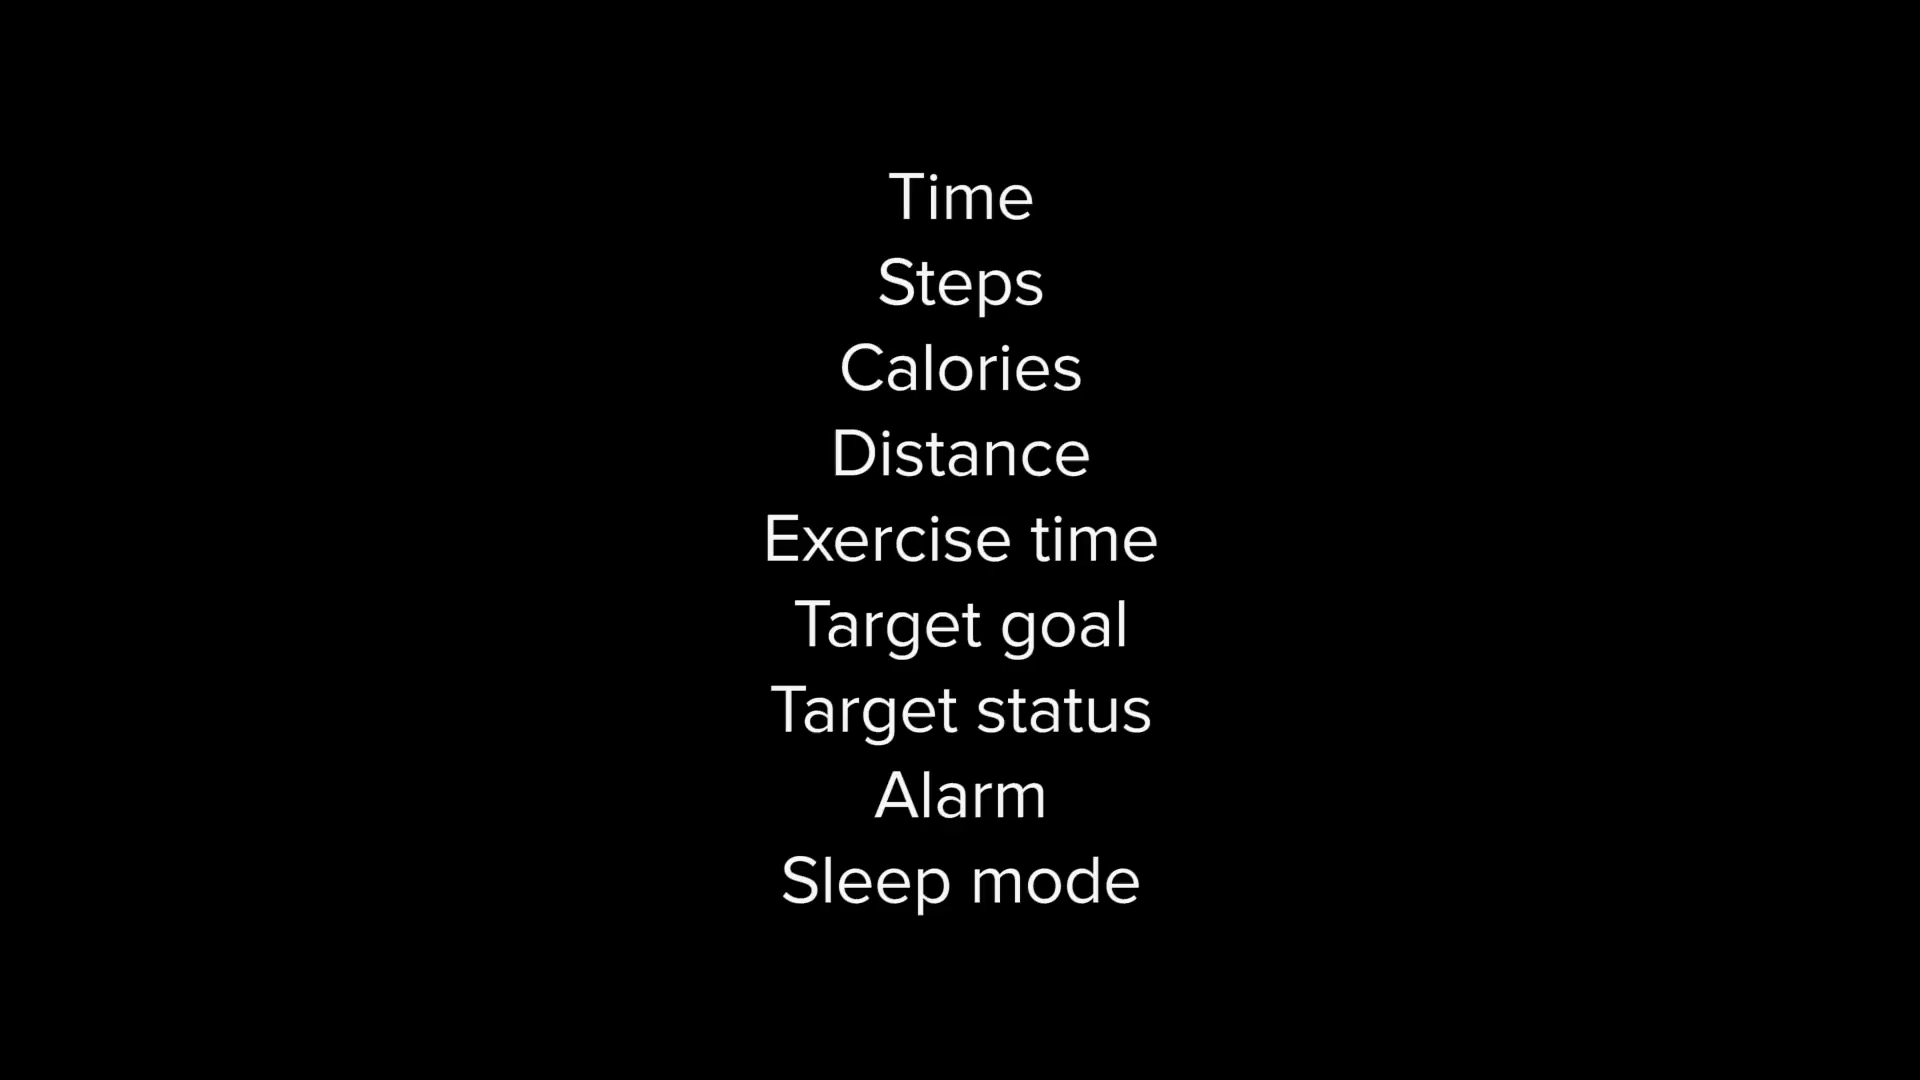 Time
Steps
Calories
Distance
Exercise time
Target goal
Target status
Alarm
Sleep mode